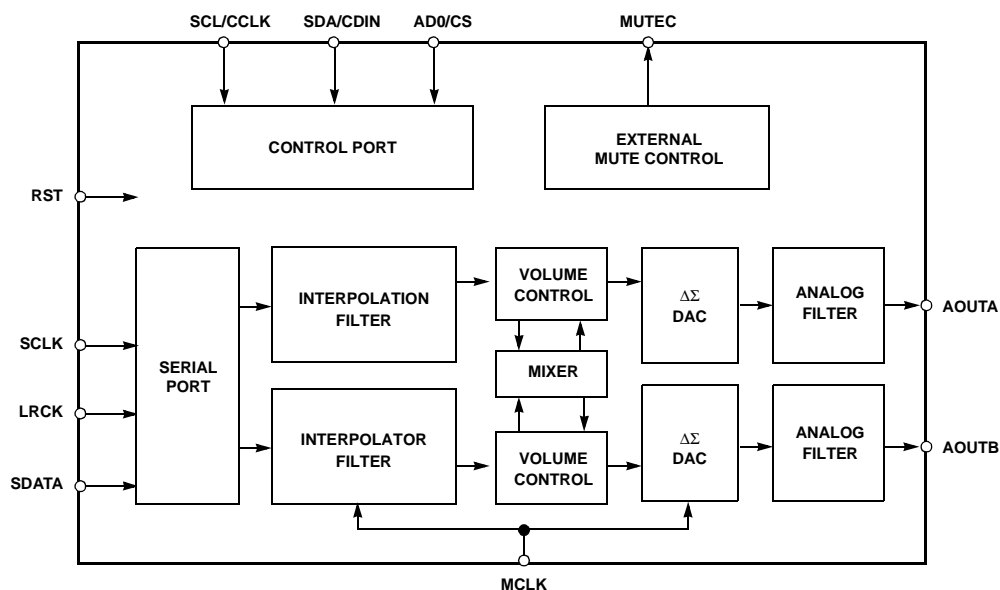 SCL/CCLK
SDA/CDIN
AD0/CS
MUTEC
CONTROL PORT
EXTERNAL
MUTE CONTROL
RST
SERIAL
PORT
INTERPOLATION
FILTER
VOLUME
CONTROL
ΔΣ
DAC
ANALOG
FILTER
AOUTA
SCLK
MIXER
LRCK
INTERPOLATOR
FILTER
VOLUME
CONTROL
ΔΣ
DAC
ANALOG
FILTER
AOUTB
SDATA
MCLK